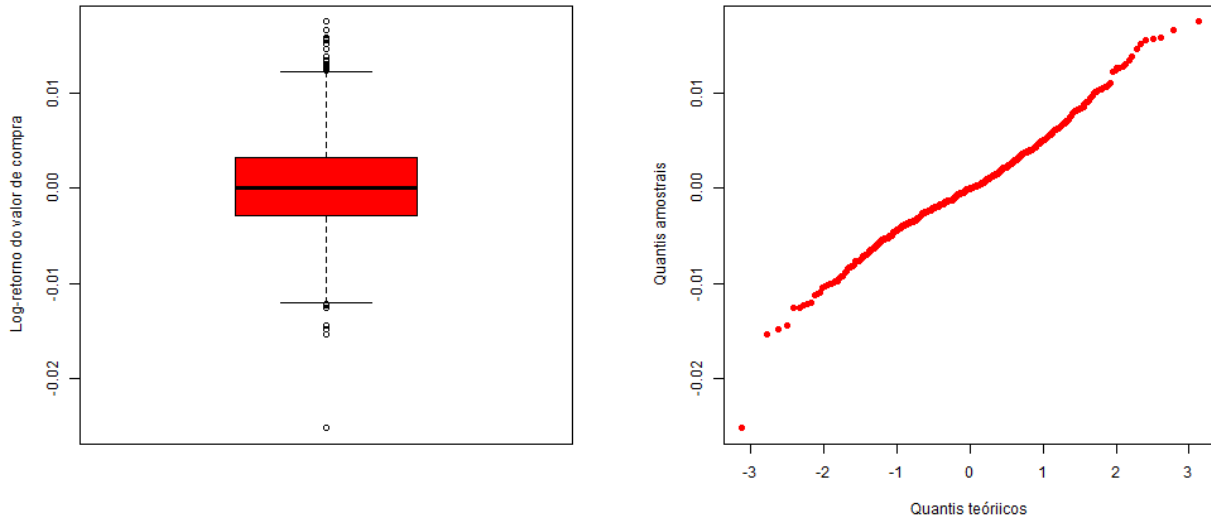 Log-retorno do valor de compra
0.01
0.00
-0.01
-0.02
Quantis amostrais
0.01
0.00
-0.01
-0.02
-3 -2 -1 0 1 2 3
Quantis teóriicos